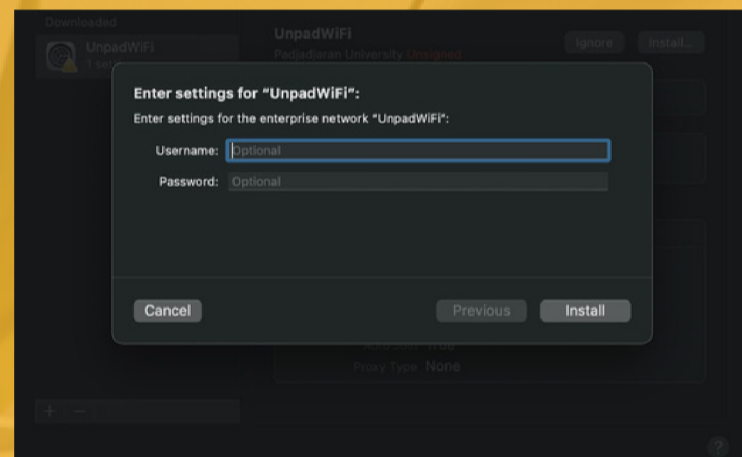 Downloaded
UnpadWiFi
UnpadWiFi
Padjadjaran University Unsigned
Ignore
Install...
Enter settings for “UnpadWiFi”:
Enter settings for the enterprise network “UnpadWiFi”:
Username: Optional
Password: Optional
Cancel
Previous
Install
Proxy Type None
+ −
?